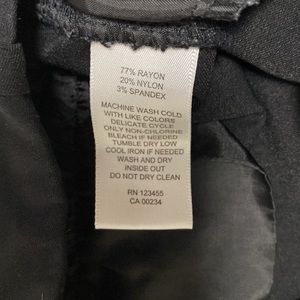 77% RAYON
20% NYLON
3% SPANDEX
MACHINE WASH COLD
WITH LIKE COLORS
DELICATE CYCLE
ONLY NON-CHLORINE
BLEACH IF NEEDED
TUMBLE DRY LOW
COOL IRON IF NEEDED
WASH AND DRY
INSIDE OUT
DO NOT DRY CLEAN
RN 123455
CA 00234